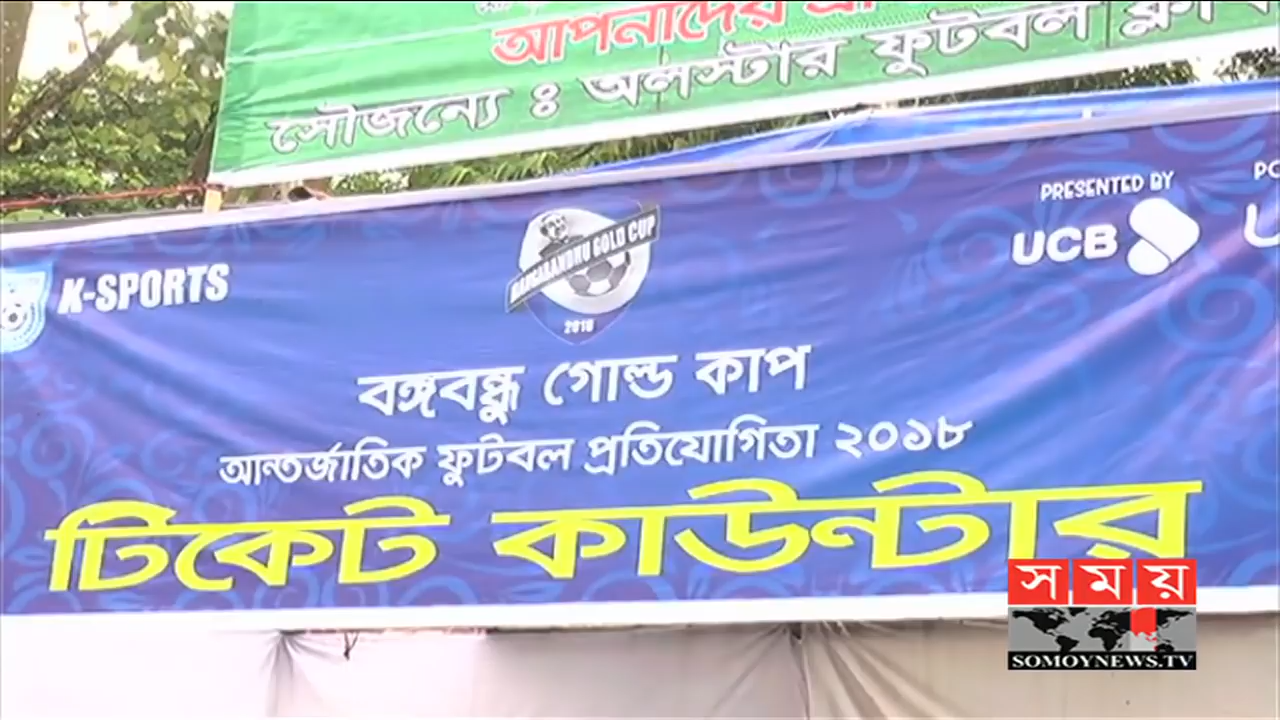 আপনাদের
সৌজন্যে ঃ অলস্টার ফুটবল ক্লাব
PRESENTED BY
UCB
K-SPORTS
BANGABANDHU GOLD CUP
2018
বঙ্গবন্ধু গোল্ড কাপ
আন্তর্জাতিক ফুটবল প্রতিযোগিতা ২০১৮
টিকেট কাউন্টার
সময়
SOMOYNEWS.TV